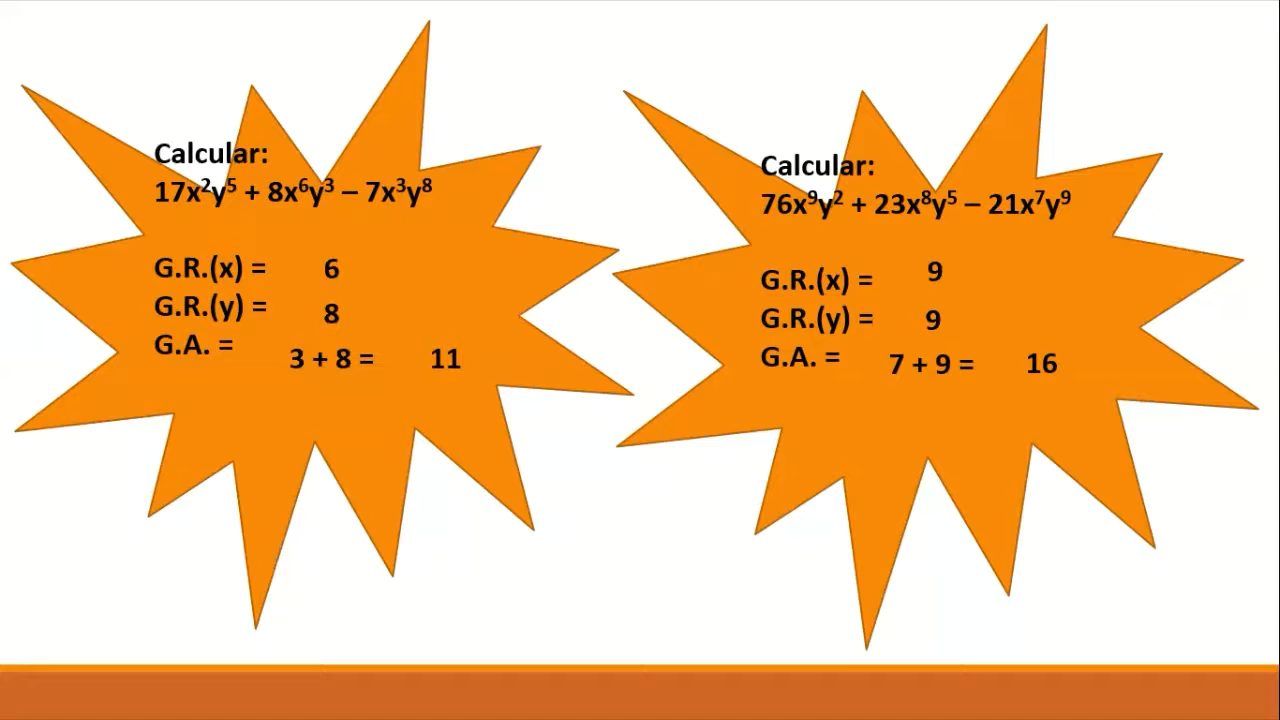 Calcular:
17x²y⁵ + 8x⁶y³ – 7x³y⁸
G.R.(x) = 6
G.R.(y) = 8
G.A. = 3 + 8 = 11
Calcular:
76x⁹y² + 23x⁸y⁵ – 21x⁷y⁹
G.R.(x) = 9
G.R.(y) = 9
G.A. = 7 + 9 = 16